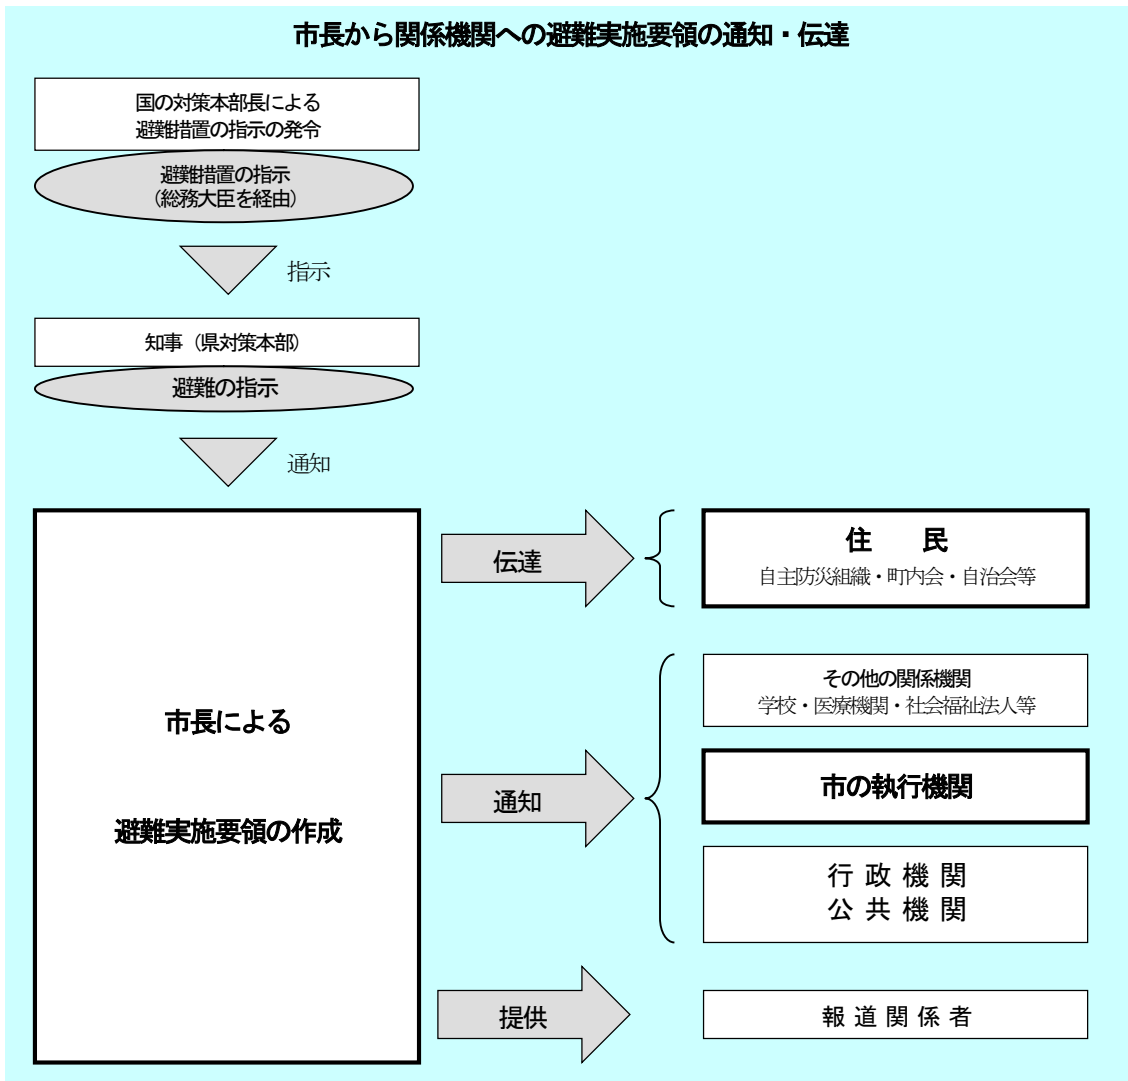 市長から関係機関への避難実施要領の通知・伝達
国の対策本部長による
避難措置の指示の発令
避難措置の指示
（総務大臣を経由）
指示
知事（県対策本部）
避難の指示
通知
市長による
避難実施要領の作成
伝達
住　　民
自主防災組織・町内会・自治会等
通知
その他の関係機関
学校・医療機関・社会福祉法人等
市の執行機関
行 政 機 関
公 共 機 関
提供
報 道 関 係 者